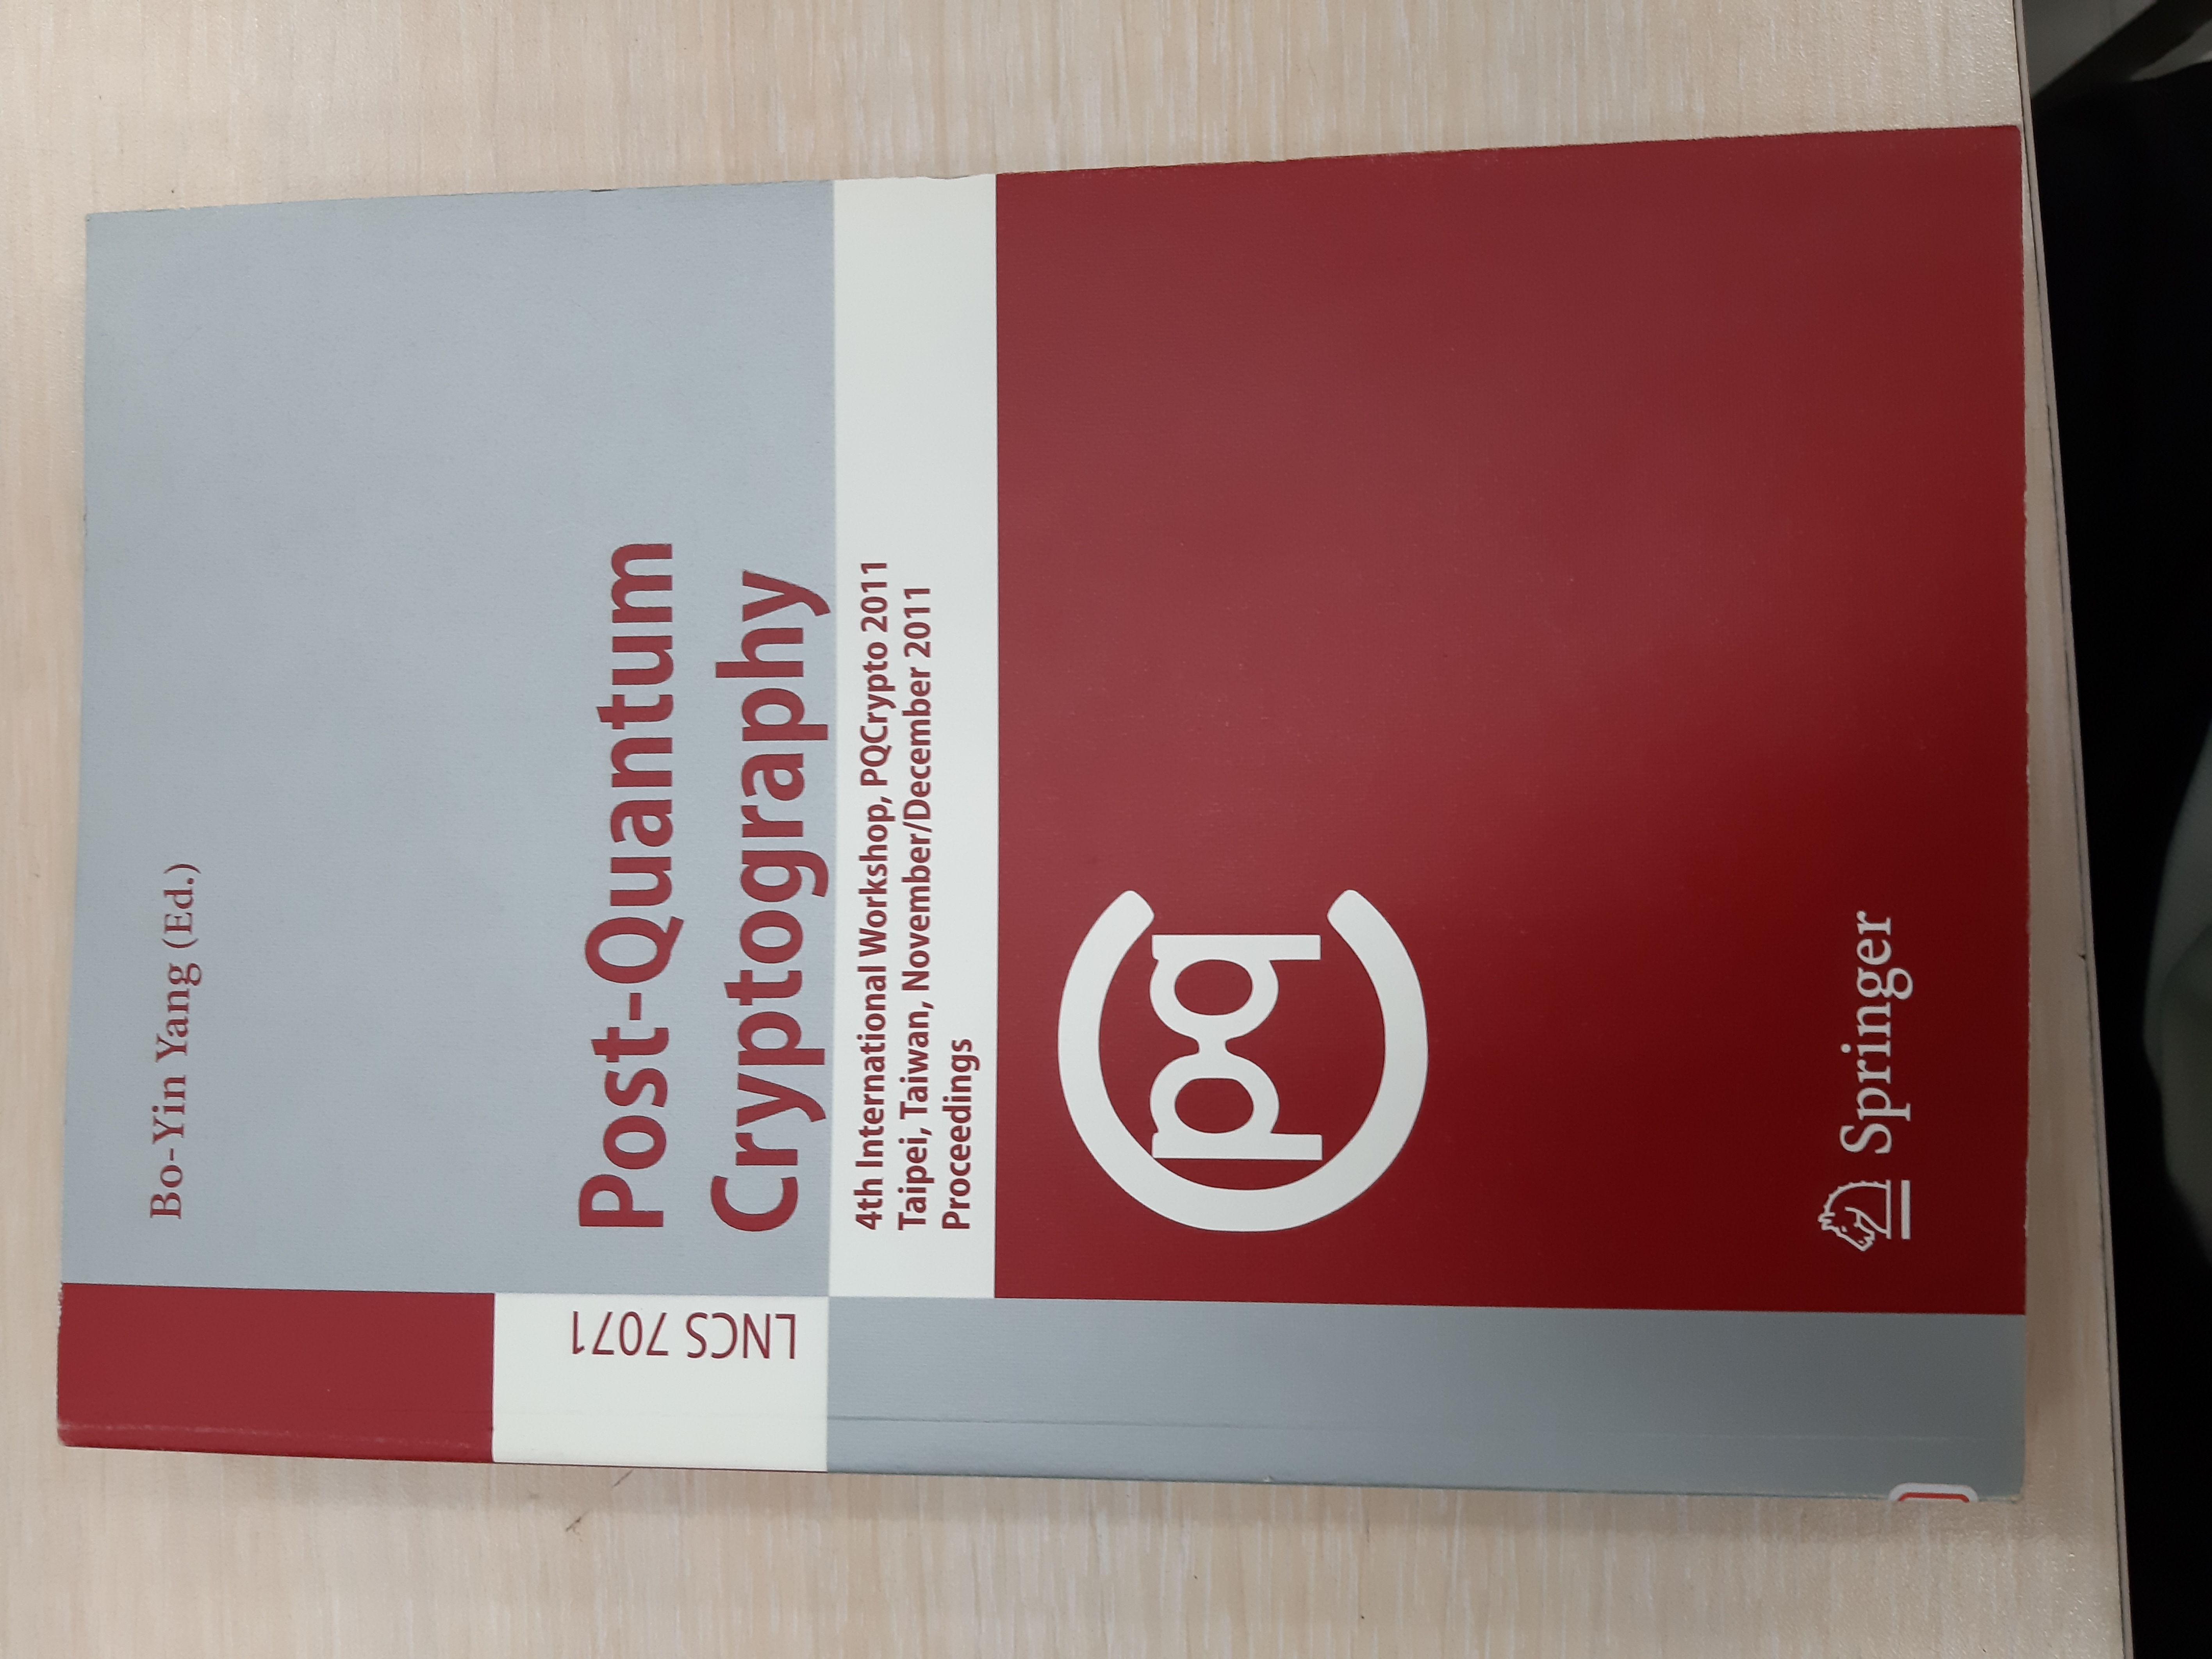 Bo-Yin Yang (Ed.)
LNCS 7071
Post-Quantum
Cryptography
4th International Workshop, PQCrypto 2011
Taipei, Taiwan, November/December 2011
Proceedings
pqc
Springer